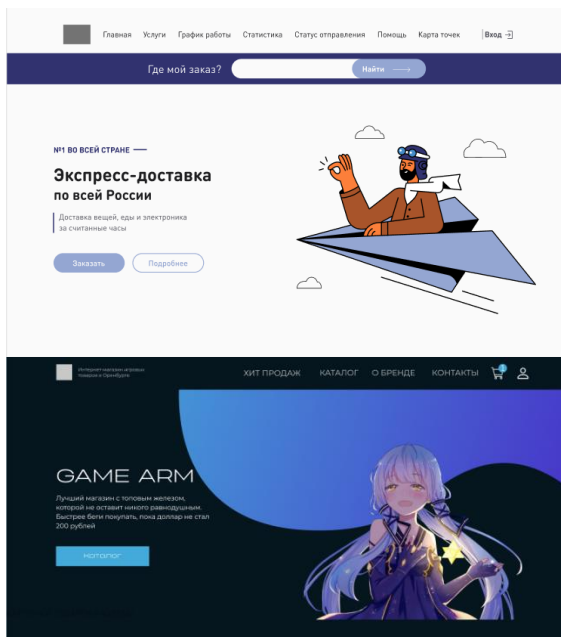 Главная Услуги График работы Статистика Статус отправления Помощь Карта точек Вход
Где мой заказ? Найти
№1 ВО ВСЕЙ СТРАНЕ
Экспресс-доставка
по всей России
Доставка вещей, еды и электроника
за считанные часы
Заказать Подробнее
Интернет-магазин игровых
товаров в Оренбурге
ХИТ ПРОДАЖ КАТАЛОГ О БРЕНДЕ КОНТАКТЫ
GAME ARM
Лучший магазин с топовым железом,
которой не оставит никого равнодушным.
Быстрее беги покупать, пока доллар не стал
200 рублей
КАТАЛОГ